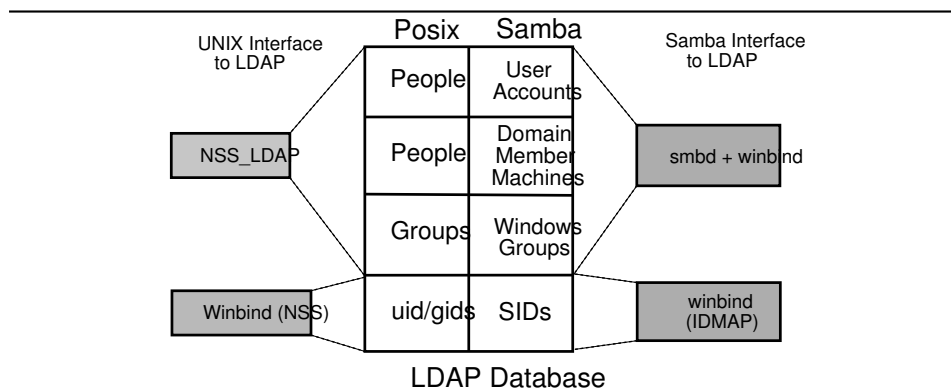 Posix Samba
UNIX Interface
to LDAP
Samba Interface
to LDAP
People
User
Accounts
NSS_LDAP
People
Domain
Member
Machines
smbd + winbind
Groups
Windows
Groups
Winbind (NSS)
uid/gids
SIDs
winbind
(IDMAP)
LDAP Database